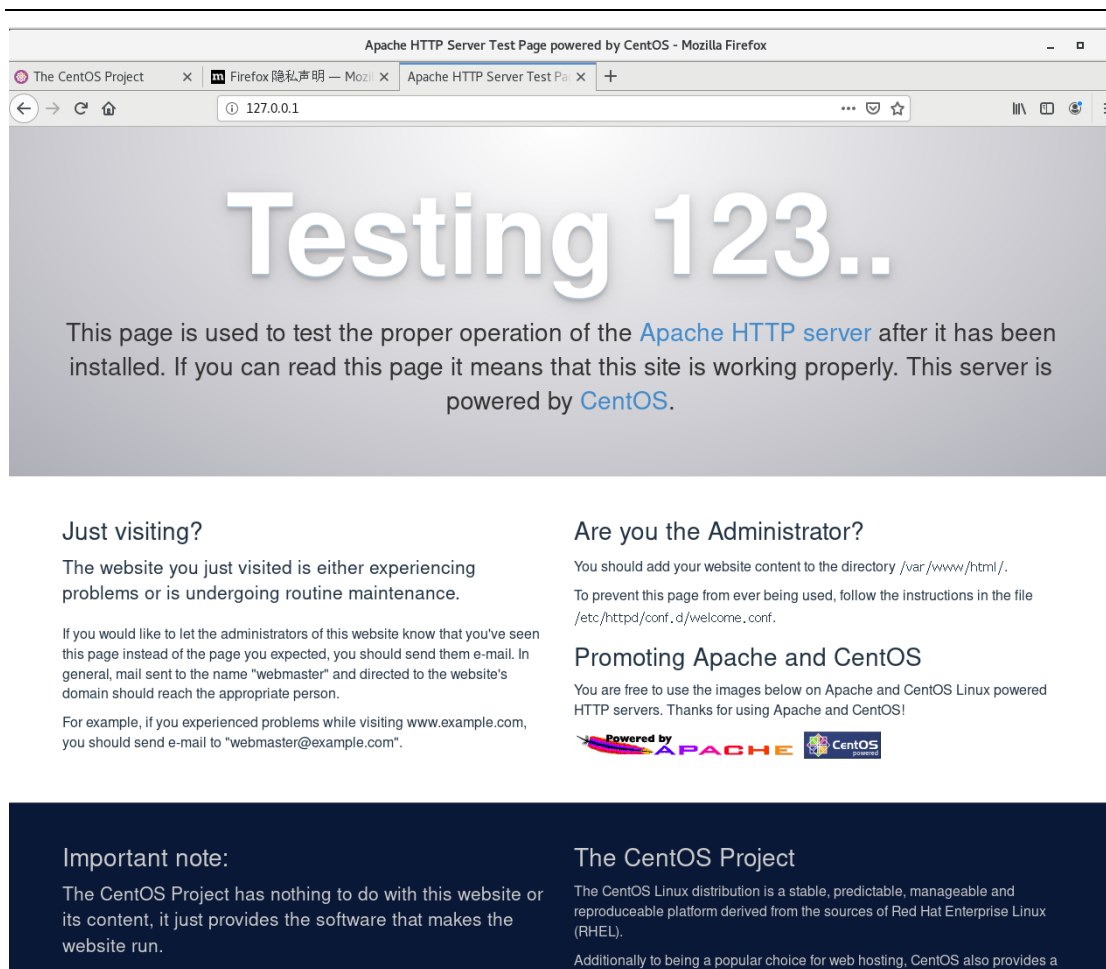 Apache HTTP Server Test Page powered by CentOS - Mozilla Firefox
The CentOS Project
Firefox 隐私声明 — Mozil
Apache HTTP Server Test Pa
127.0.0.1
Testing 123..
This page is used to test the proper operation of the Apache HTTP server after it has been
installed. If you can read this page it means that this site is working properly. This server is
powered by CentOS.
Just visiting?
The website you just visited is either experiencing
problems or is undergoing routine maintenance.
If you would like to let the administrators of this website know that you've seen
this page instead of the page you expected, you should send them e-mail. In
general, mail sent to the name "webmaster" and directed to the website's
domain should reach the appropriate person.
For example, if you experienced problems while visiting www.example.com,
you should send e-mail to "webmaster@example.com".
Are you the Administrator?
You should add your website content to the directory /var/www/html/.
To prevent this page from ever being used, follow the instructions in the file
/etc/httpd/conf.d/welcome.conf.
Promoting Apache and CentOS
You are free to use the images below on Apache and CentOS Linux powered
HTTP servers. Thanks for using Apache and CentOS!
Powered by
APACHE
CentOS
powered
Important note:
The CentOS Project has nothing to do with this website or
its content, it just provides the software that makes the
website run.
The CentOS Project
The CentOS Linux distribution is a stable, predictable, manageable and
reproduceable platform derived from the sources of Red Hat Enterprise Linux
(RHEL).
Additionally to being a popular choice for web hosting, CentOS also provides a